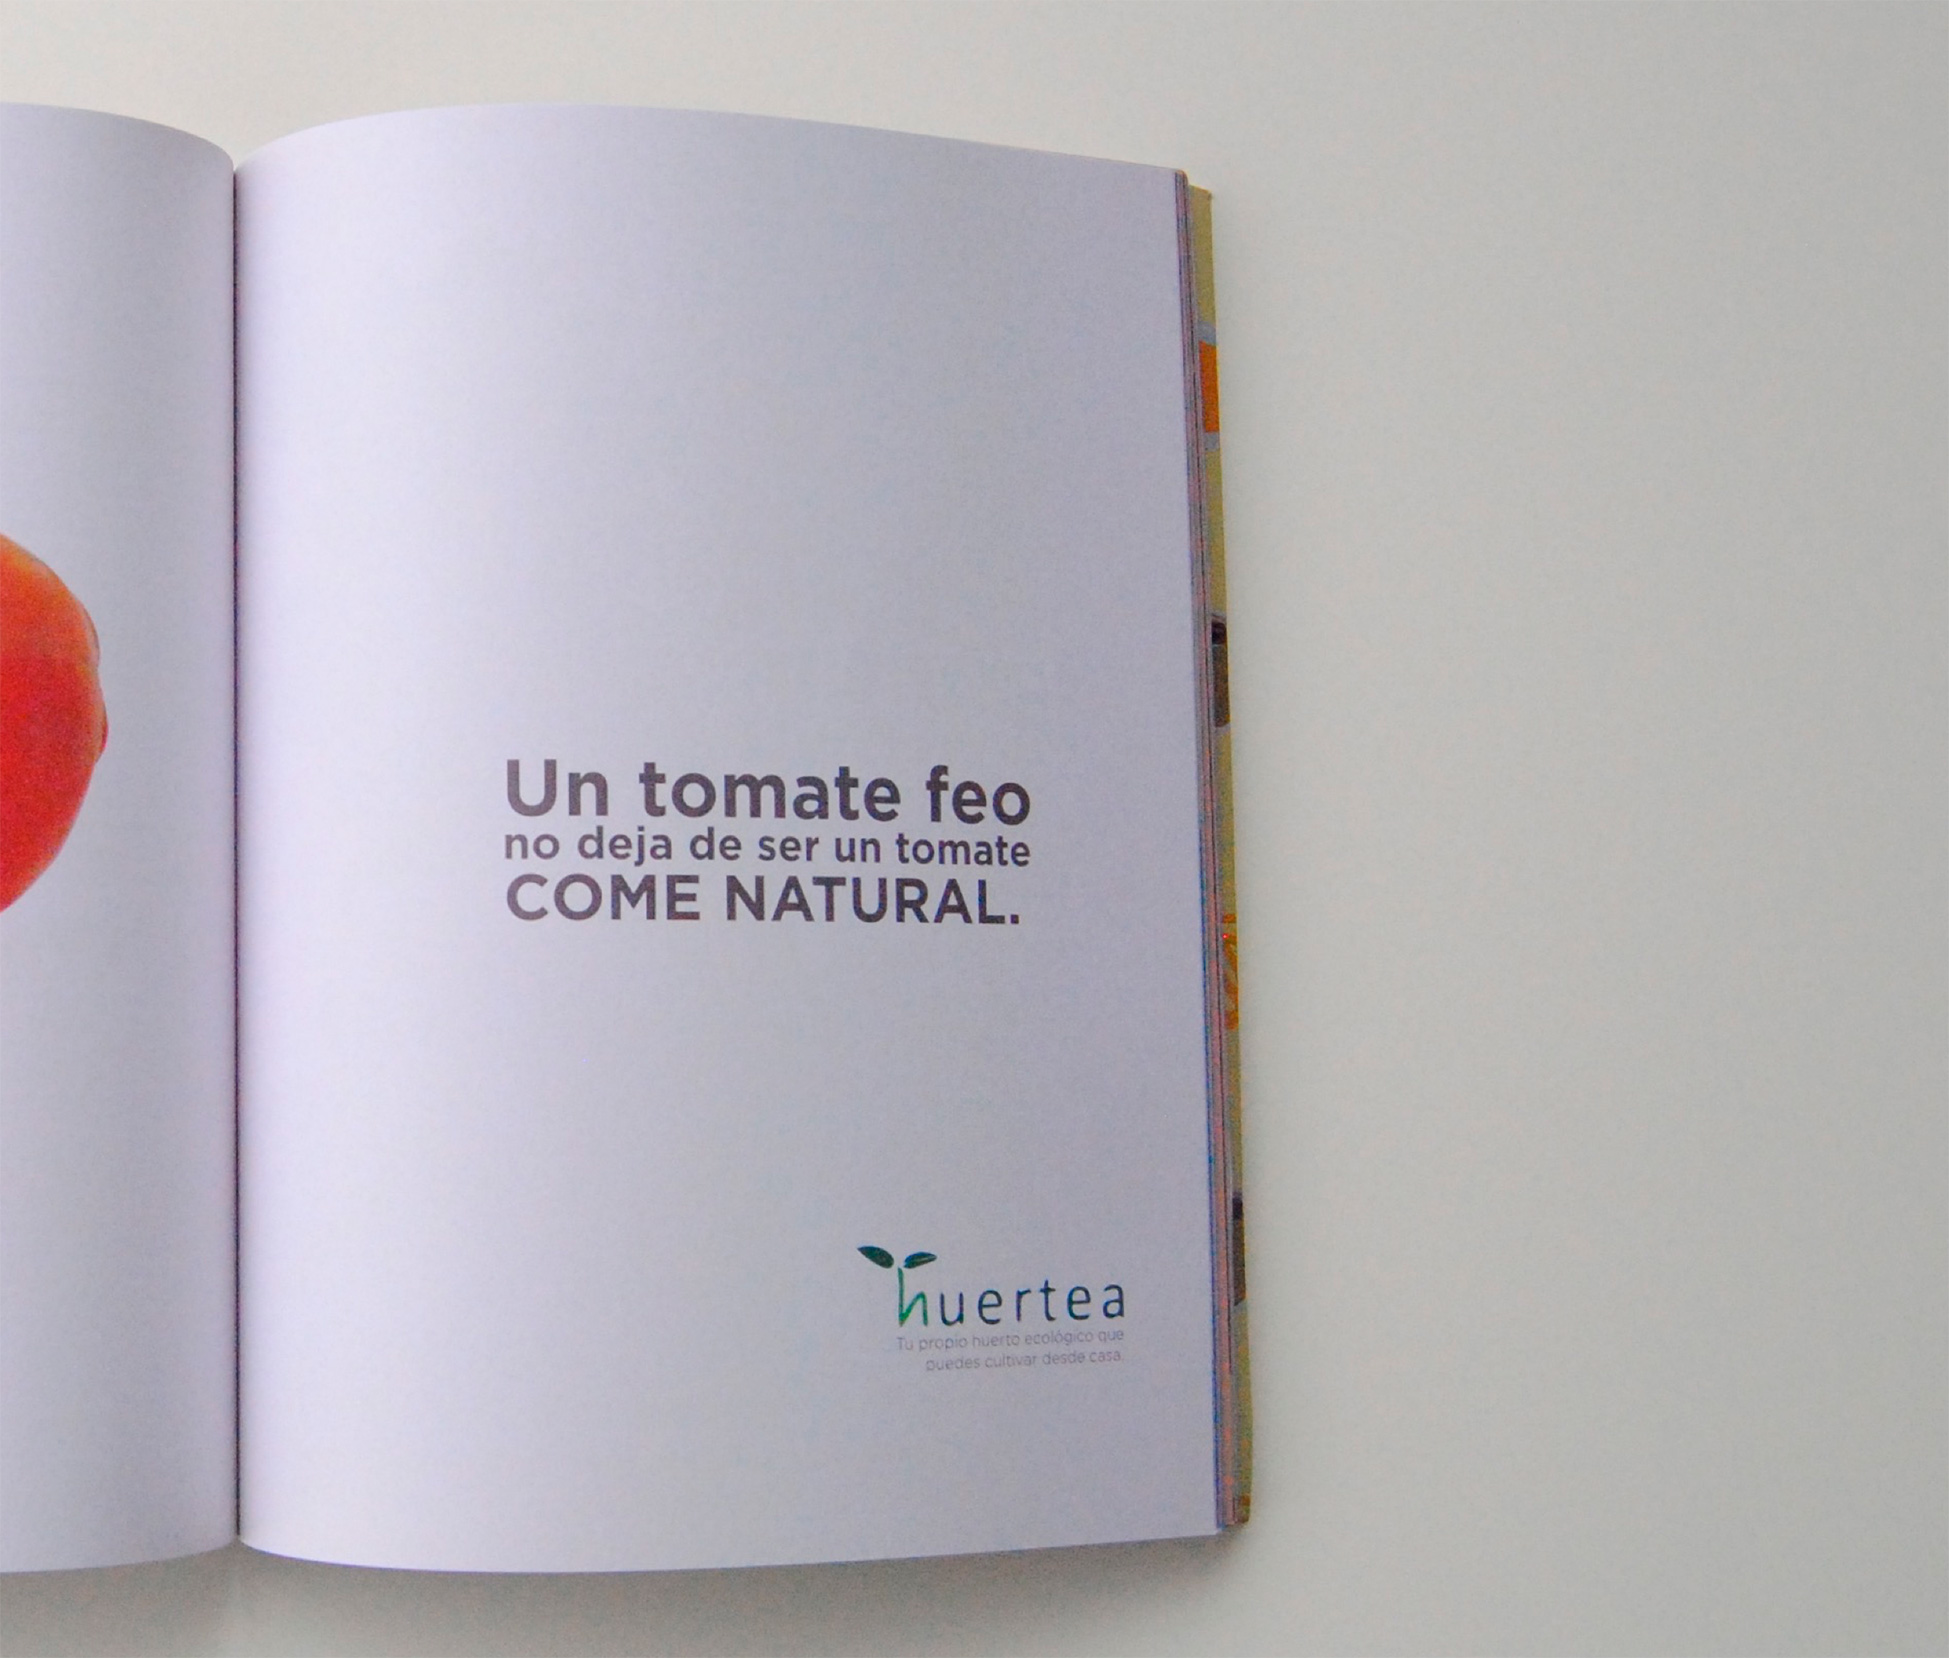 Un tomate feo
no deja de ser un tomate
COME NATURAL.
huertea
Tu propio huerto ecológico que
puedes cultivar desde casa.